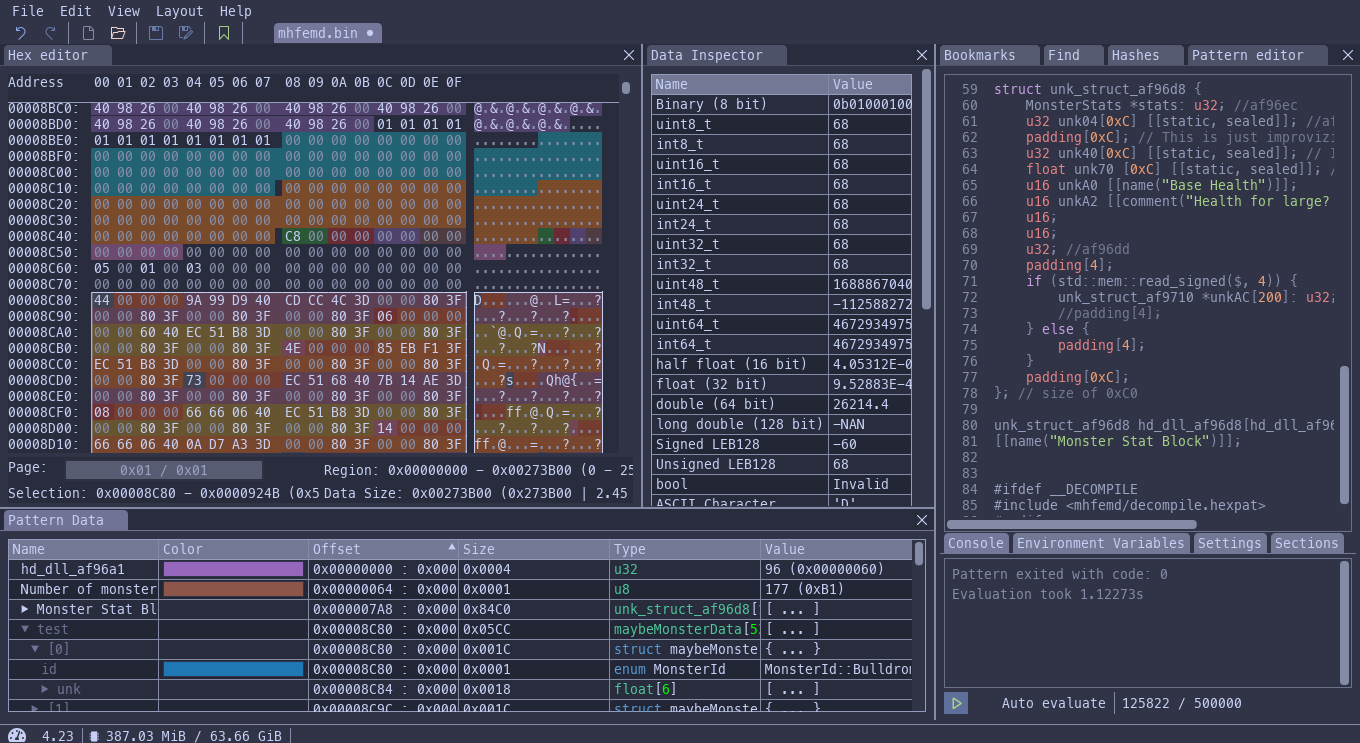 File Edit View Layout Help
mhfemd.bin
Hex editor
Address 00 01 02 03 04 05 06 07 08 09 0A 0B 0C 0D 0E 0F
00008BC0: 40 98 26 00 40 98 26 00 40 98 26 00 40 98 26 00 @.&.@.&.@.&.@.&.
00008BD0: 40 98 26 00 40 98 26 00 40 98 26 00 01 01 01 01 @.&.@.&.@.&.....
00008BE0: 01 01 01 01 01 01 01 01 00 00 00 00 00 00 00 00 ................
00008BF0: 00 00 00 00 00 00 00 00 00 00 00 00 00 00 00 00 ................
00008C00: 00 00 00 00 00 00 00 00 00 00 00 00 00 00 00 00 ................
00008C10: 00 00 00 00 00 00 00 00 00 00 00 00 00 00 00 00 ................
00008C20: 00 00 00 00 00 00 00 00 00 00 00 00 00 00 00 00 ................
00008C30: 00 00 00 00 00 00 00 00 00 00 00 00 00 00 00 00 ................
00008C40: 00 00 00 00 00 00 00 00 C8 00 00 00 00 00 00 00 ................
00008C50: 00 00 00 00 00 00 00 00 00 00 00 00 00 00 00 00 ................
00008C60: 05 00 01 00 03 00 00 00 00 00 00 00 00 00 00 00 ................
00008C70: 00 00 00 00 00 00 00 00 00 00 00 00 00 00 00 00 ................
00008C80: 44 00 00 00 9A 99 D9 40 CD CC 4C 3D 00 00 80 3F D......@..L=...?
00008C90: 00 00 80 3F 00 00 80 3F 00 00 80 3F 06 00 00 00 ...?...?...?....
00008CA0: 00 00 60 40 EC 51 B8 3D 00 00 80 3F 00 00 80 3F ..`@.Q.=...?...?
00008CB0: 00 00 80 3F 00 00 80 3F 4E 00 00 00 85 EB F1 3F ...?...?N......?
00008CC0: EC 51 B8 3D 00 00 80 3F 00 00 80 3F 00 00 80 3F .Q.=...?...?...?
00008CD0: 00 00 80 3F 73 00 00 00 EC 51 68 40 7B 14 AE 3D ...?s....Qh@{..=
00008CE0: 00 00 80 3F 00 00 80 3F 00 00 80 3F 00 00 80 3F ...?...?...?...?
00008CF0: 08 00 00 00 66 66 06 40 EC 51 B8 3D 00 00 80 3F ....ff.@.Q.=...?
00008D00: 00 00 80 3F 00 00 80 3F 00 00 80 3F 14 00 00 00 ...?...?...?....
00008D10: 66 66 06 40 0A D7 A3 3D 00 00 80 3F 00 00 80 3F ff.@...=...?...?
Page: 0x01 / 0x01 Region: 0x00000000 - 0x00273B00 (0 - 25
Selection: 0x00008C80 - 0x0000924B (0x5 Data Size: 0x00273B00 (0x273B00 | 2.45
Data Inspector
Name Value
Binary (8 bit) 0b01000100
uint8_t 68
int8_t 68
uint16_t 68
int16_t 68
uint24_t 68
int24_t 68
uint32_t 68
int32_t 68
uint48_t 1688867040
int48_t -112588272
uint64_t 4672934975
int64_t 4672934975
half float (16 bit) 4.05312E-0
float (32 bit) 9.52883E-4
double (64 bit) 26214.4
long double (128 bit) -NAN
Signed LEB128 -60
Unsigned LEB128 68
bool Invalid
ASCII Character 'D'
Bookmarks Find Hashes Pattern editor
59 struct unk_struct_af96d8 {
60 MonsterStats *stats: u32; //af96ec
61 u32 unk04[0xC] [[static, sealed]]; //af
62 padding[0xC]; // This is just improvizi
63 u32 unk40[0xC] [[static, sealed]]; // I
64 float unk70 [0xC] [[static, sealed]]; /
65 u16 unkA0 [[name("Base Health")]];
66 u16 unkA2 [[comment("Health for large?
67 u16;
68 u16;
69 u32; //af96dd
70 padding[4];
71 if (std::mem::read_signed($, 4)) {
72 unk_struct_af9710 *unkAC[200]: u32;
73 //padding[4];
74 } else {
75 padding[4];
76 }
77 padding[0xC];
78 }; // size of 0xC0
79
80 unk_struct_af96d8 hd_dll_af96d8[hd_dll_af96
81 [[name("Monster Stat Block")]];
82
83
84 #ifdef __DECOMPILE
85 #include <mhfemd/decompile.hexpat>
Console Environment Variables Settings Sections
Pattern exited with code: 0
Evaluation took 1.12273s
Auto evaluate 125822 / 500000
Pattern Data
Name Color Offset Size Type Value
hd_dll_af96a1 0x00000000 : 0x000 0x0004 u32 96 (0x00000060)
Number of monster 0x00000064 : 0x000 0x0001 u8 177 (0xB1)
Monster Stat Bl 0x000007A8 : 0x000 0x84C0 unk_struct_af96d8[ [ ... ]
test 0x00008C80 : 0x000 0x05CC maybeMonsterData[5 [ ... ]
[0] 0x00008C80 : 0x000 0x001C struct maybeMonste { ... }
id 0x00008C80 : 0x000 0x0001 enum MonsterId MonsterId::Bulldro
unk 0x00008C84 : 0x000 0x0018 float[6] [ ... ]
[1] 0x00008C9C : 0x000 0x001C struct maybeMonste { ... }
4.23 387.03 MiB / 63.66 GiB